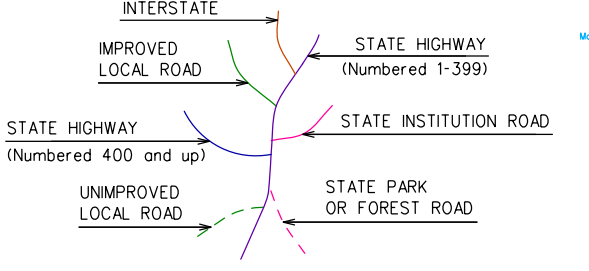 INTERSTATE
IMPROVED
LOCAL ROAD
STATE HIGHWAY
(Numbered 1-399)
STATE HIGHWAY
(Numbered 400 and up)
STATE INSTITUTION ROAD
UNIMPROVED
LOCAL ROAD
STATE PARK
OR FOREST ROAD